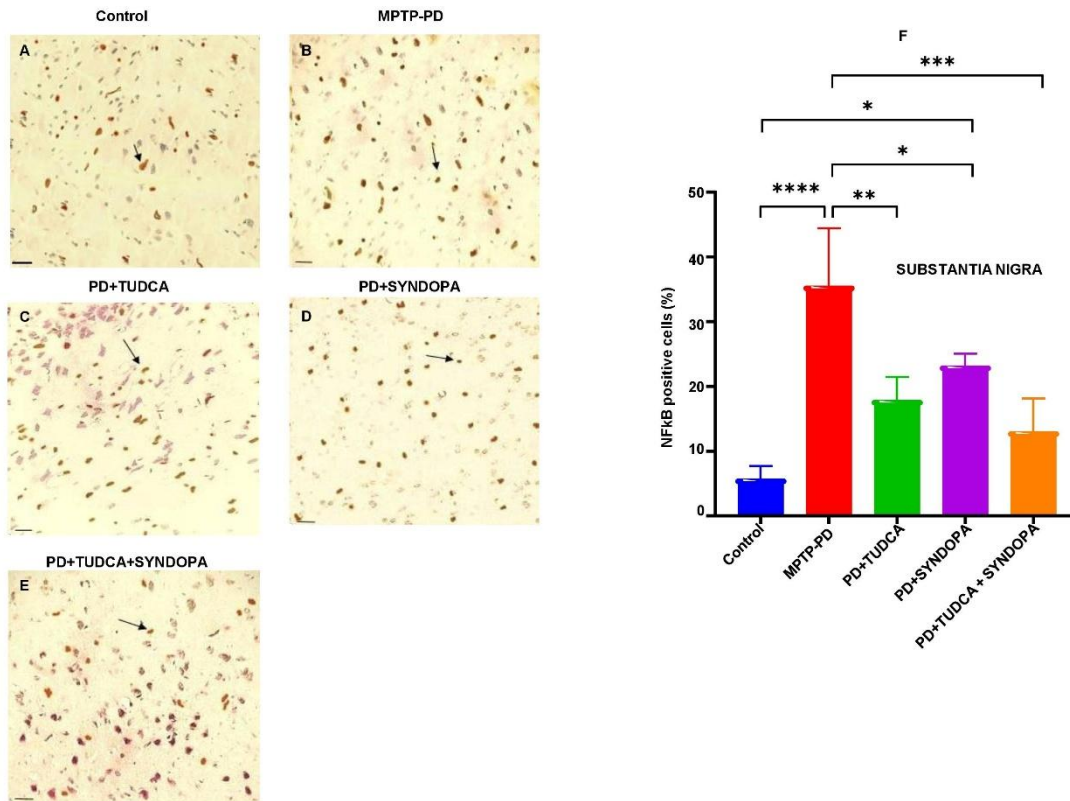 Control
A
MPTP-PD
B
PD+TUDCA
C
PD+SYNDOPA
D
PD+TUDCA+SYNDOPA
E
F
***
*
*
****
**
SUBSTANTIA NIGRA
NFkB positive cells (%)
50
40
30
20
10
0
Control
MPTP-PD
PD+TUDCA
PD+SYNDOPA
PD+TUDCA + SYNDOPA